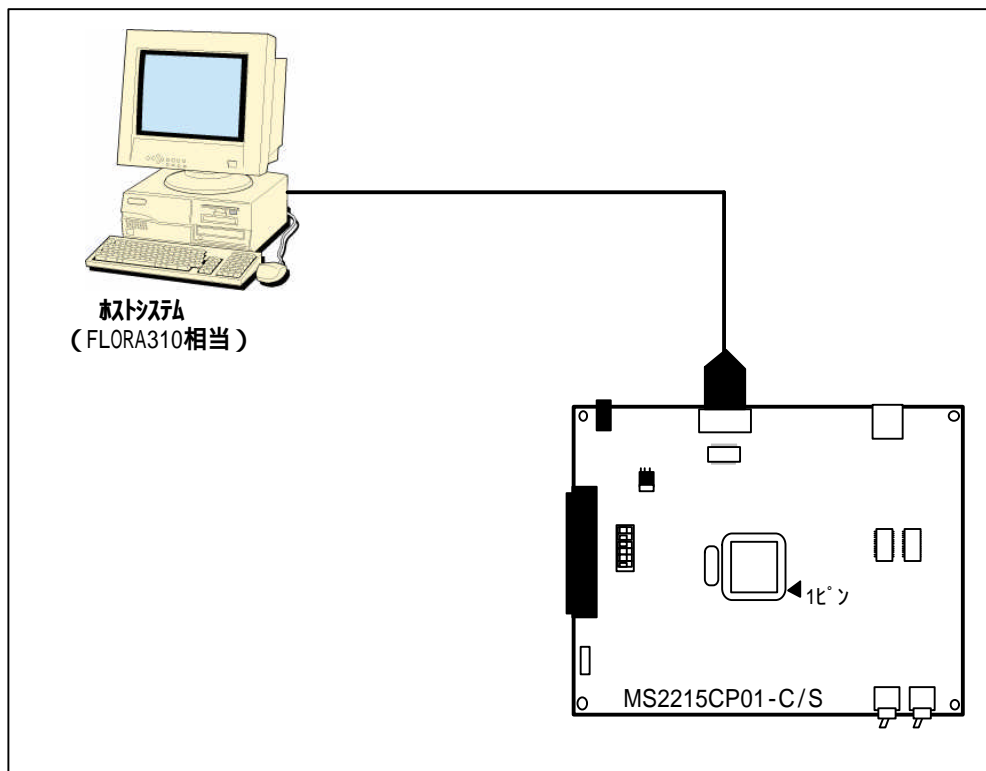 ﾎｽﾄｼｽﾃﾑ
(FLORA310相当)
1ﾋﾟﾝ
MS2215CP01-C/S